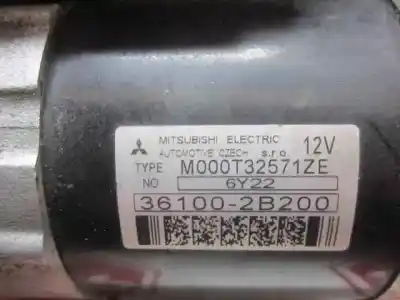 MITSUBISHI ELECTRIC
AUTOMOTIVE CZECH s.r.o. 12V
TYPE M000T32571ZE
NO 6Y22
36100-2B200